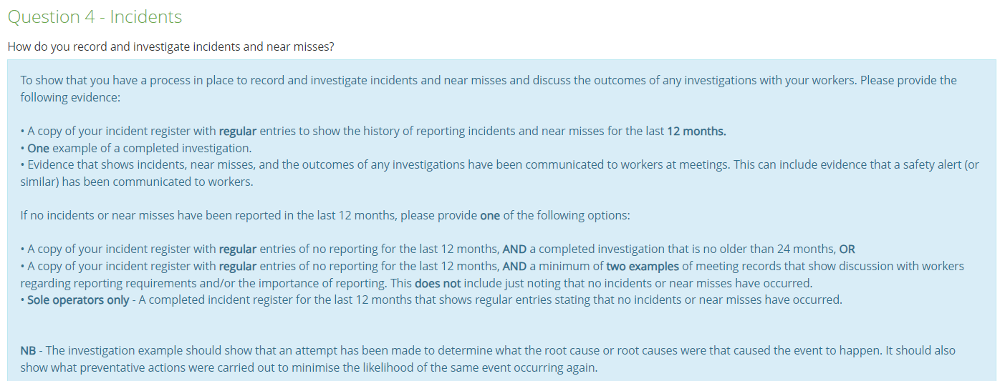 Question 4 - Incidents
How do you record and investigate incidents and near misses?
To show that you have a process in place to record and investigate incidents and near misses and discuss the outcomes of any investigations with your workers. Please provide the
following evidence:
• A copy of your incident register with regular entries to show the history of reporting incidents and near misses for the last 12 months.
• One example of a completed investigation.
• Evidence that shows incidents, near misses, and the outcomes of any investigations have been communicated to workers at meetings. This can include evidence that a safety alert (or
similar) has been communicated to workers.
If no incidents or near misses have been reported in the last 12 months, please provide one of the following options:
• A copy of your incident register with regular entries of no reporting for the last 12 months, AND a completed investigation that is no older than 24 months, OR
• A copy of your incident register with regular entries of no reporting for the last 12 months, AND a minimum of two examples of meeting records that show discussion with workers
regarding reporting requirements and/or the importance of reporting. This does not include just noting that no incidents or near misses have occurred.
• Sole operators only - A completed incident register for the last 12 months that shows regular entries stating that no incidents or near misses have occurred.
NB - The investigation example should show that an attempt has been made to determine what the root cause or root causes were that caused the event to happen. It should also
show what preventative actions were carried out to minimise the likelihood of the same event occurring again.